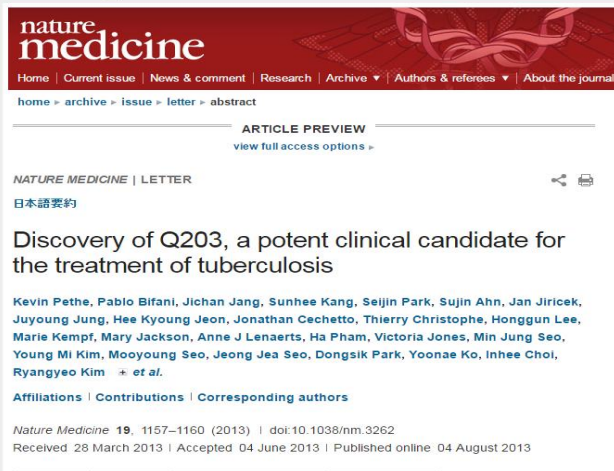 nature
medicine
Home | Current issue | News & comment | Research | Archive ▼ | Authors & referees ▼ | About the journal
home ▸ archive ▸ issue ▸ letter ▸ abstract
ARTICLE PREVIEW
view full access options ▸
NATURE MEDICINE | LETTER
日本語要約
Discovery of Q203, a potent clinical candidate for
the treatment of tuberculosis
Kevin Pethe, Pablo Bifani, Jichan Jang, Sunhee Kang, Seijin Park, Sujin Ahn, Jan Jiricek,
Juyoung Jung, Hee Kyoung Jeon, Jonathan Cechetto, Thierry Christophe, Honggun Lee,
Marie Kempf, Mary Jackson, Anne J Lenaerts, Ha Pham, Victoria Jones, Min Jung Seo,
Young Mi Kim, Mooyoung Seo, Jeong Jea Seo, Dongsik Park, Yoonae Ko, Inhee Choi,
Ryangyeo Kim + et al.
Affiliations | Contributions | Corresponding authors
Nature Medicine 19, 1157–1160 (2013) | doi:10.1038/nm.3262
Received 28 March 2013 | Accepted 04 June 2013 | Published online 04 August 2013